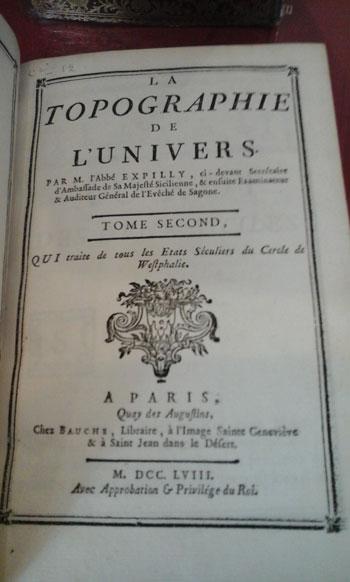 LA
TOPOGRAPHIE
DE
L'UNIVERS.
PAR M. l'Abbé EXPILLY, ci-devant Secrétaire
d'Ambassade de Sa Majesté Sicilienne, & ensuite Examinateur
& Auditeur Général de l'Evêché de Sagone.
TOME SECOND,
QUI traite de tous les Etats Séculiers du Cercle de
Westphalie.
A PARIS,
Quay des Augustins,
Chez BAUCHE, Libraire, à l'Image Sainte Geneviève
& à Saint Jean dans le Désert.
M. DCC. LVIII.
Avec Approbation & Privilége du Roi.